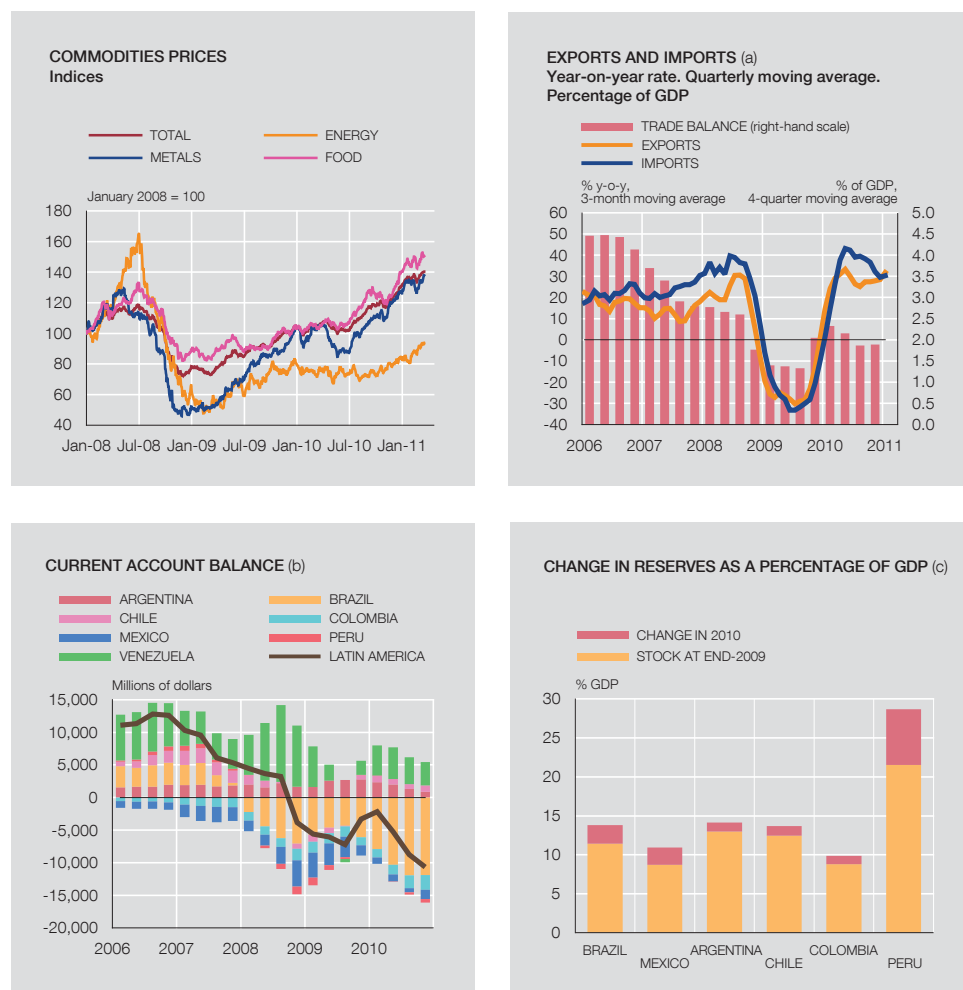 COMMODITIES PRICES
Indices
TOTAL
ENERGY
METALS
FOOD
January 2008 = 100
180
160
140
120
100
80
60
40
Jan-08 Jul-08 Jan-09 Jul-09 Jan-10 Jul-10 Jan-11
EXPORTS AND IMPORTS (a)
Year-on-year rate. Quarterly moving average.
Percentage of GDP
TRADE BALANCE (right-hand scale)
EXPORTS
IMPORTS
% y-o-y,
3-month moving average
% of GDP,
4-quarter moving average
60
50
40
30
20
10
0
-10
-20
-30
-40
5.0
4.5
4.0
3.5
3.0
2.5
2.0
1.5
1.0
0.5
0.0
2006 2007 2008 2009 2010 2011
CURRENT ACCOUNT BALANCE (b)
ARGENTINA
BRAZIL
CHILE
COLOMBIA
MEXICO
PERU
VENEZUELA
LATIN AMERICA
Millions of dollars
15,000
10,000
5,000
0
-5,000
-10,000
-15,000
-20,000
2006 2007 2008 2009 2010
CHANGE IN RESERVES AS A PERCENTAGE OF GDP (c)
CHANGE IN 2010
STOCK AT END-2009
% GDP
30
25
20
15
10
5
0
BRAZIL
MEXICO
ARGENTINA
CHILE
COLOMBIA
PERU